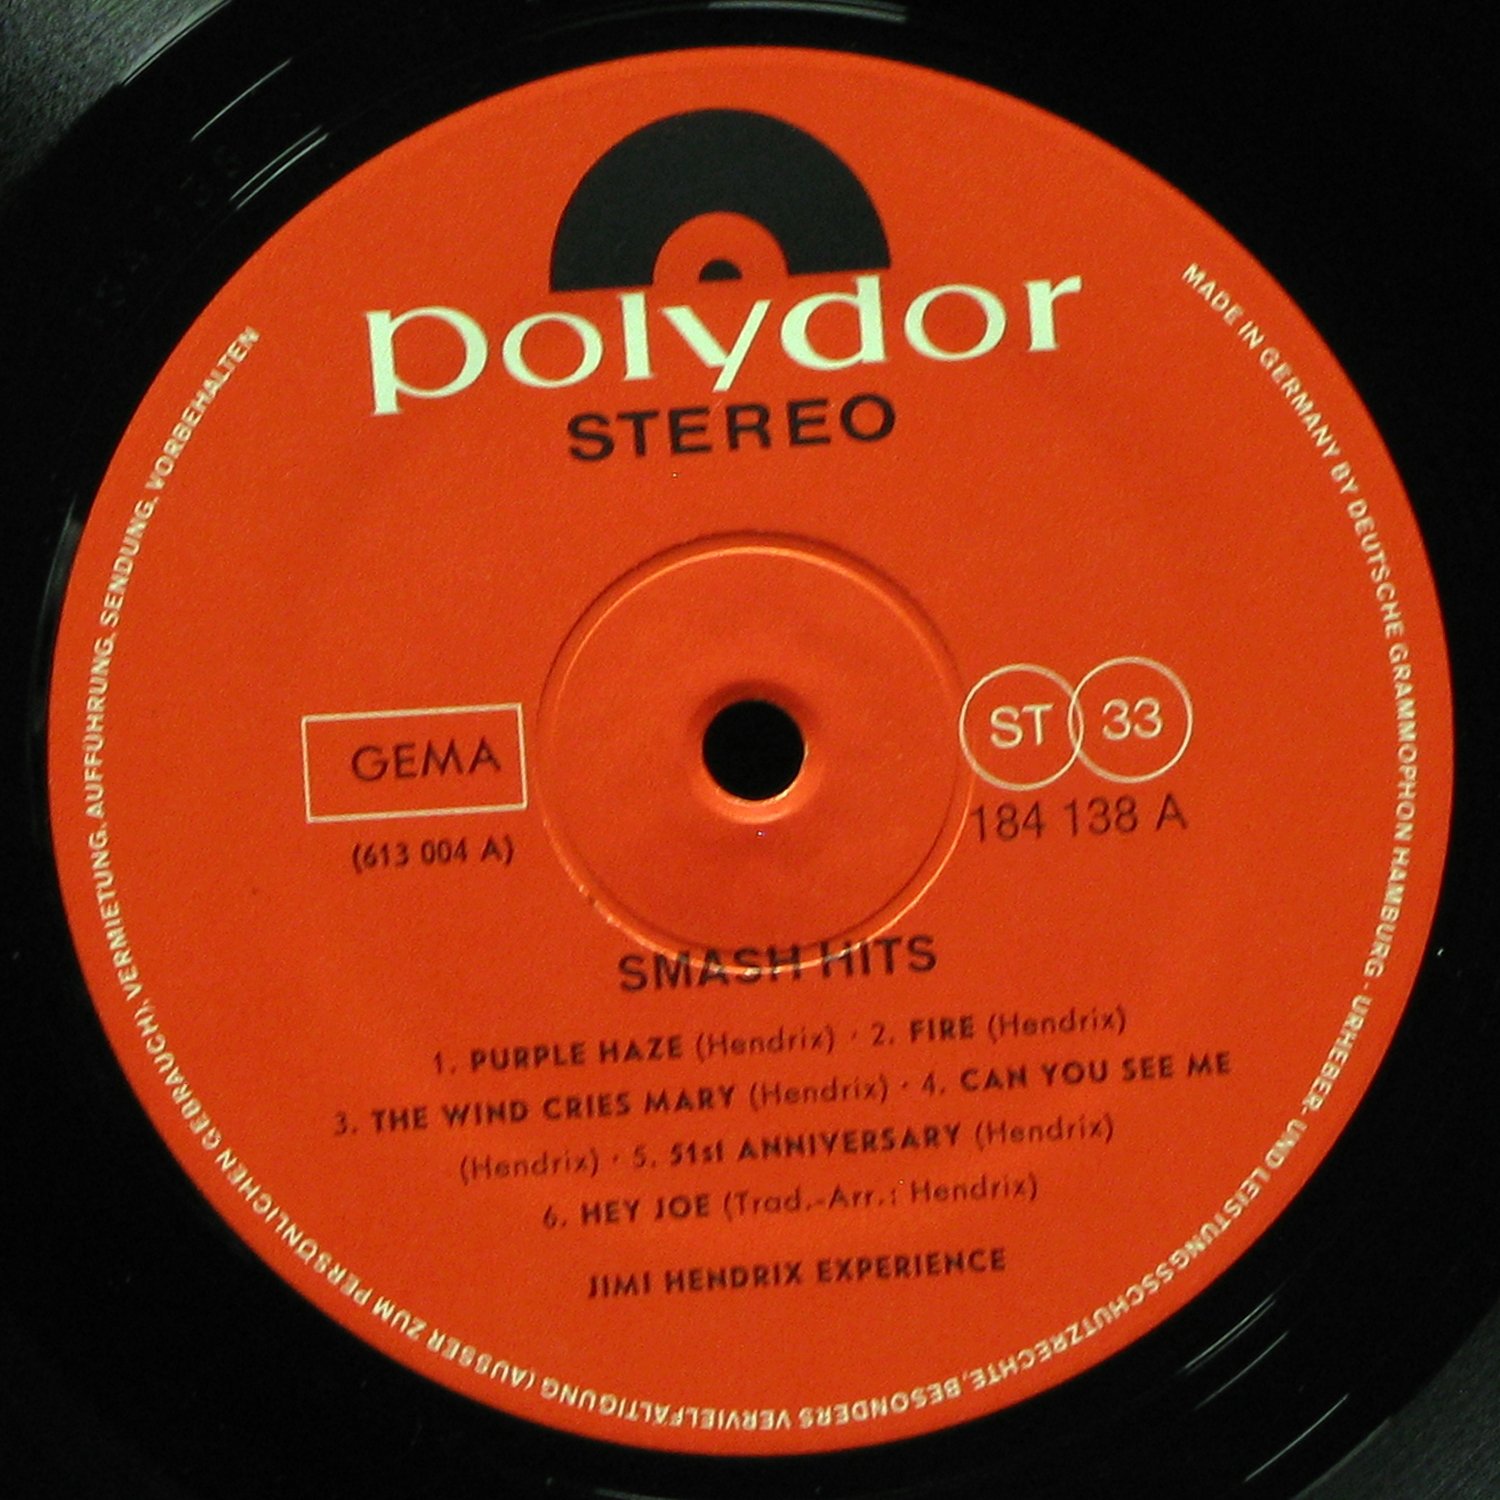 polydor
STEREO
GEMA
(613 004 A)
ST 33
184 138 A
SMASH HITS
1. PURPLE HAZE (Hendrix) · 2. FIRE (Hendrix)
3. THE WIND CRIES MARY (Hendrix) · 4. CAN YOU SEE ME
(Hendrix) · 5. 51st ANNIVERSARY (Hendrix)
6. HEY JOE (Trad.-Arr.: Hendrix)
JIMI HENDRIX EXPERIENCE
MADE IN GERMANY BY DEUTSCHE GRAMMOPHON HAMBURG - URHEBER- UND LEISTUNGSSCHUTZRECHTE, BESONDERS VERVIELFÄLTIGUNG (AUSSER ZUM PERSÖNLICHEN GEBRAUCH), VERMIETUNG, AUFFÜHRUNG, SENDUNG, VORBEHALTEN